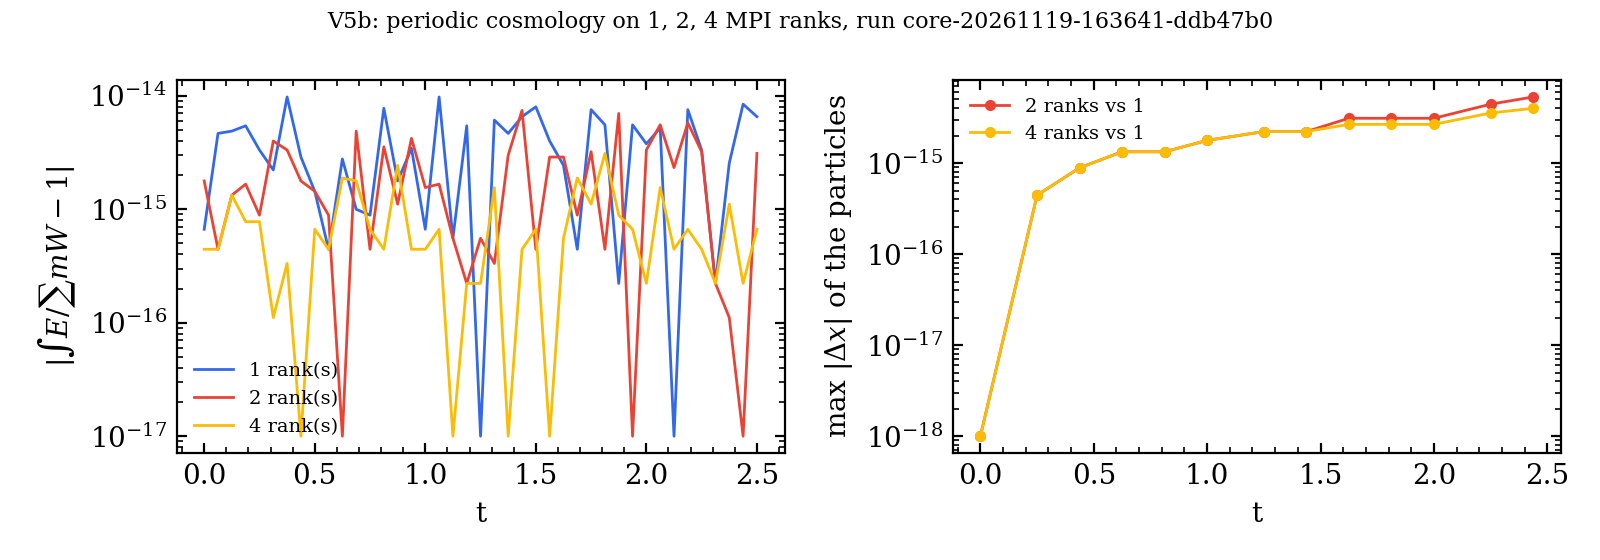 V5b: periodic cosmology on 1, 2, 4 MPI ranks, run core-20261119-163641-ddb47b0
|∫E/∑mW − 1|
10⁻¹⁴
10⁻¹⁵
10⁻¹⁶
10⁻¹⁷
1 rank(s)
2 rank(s)
4 rank(s)
0.0 0.5 1.0 1.5 2.0 2.5
t
max |Δx| of the particles
10⁻¹⁵
10⁻¹⁶
10⁻¹⁷
10⁻¹⁸
2 ranks vs 1
4 ranks vs 1
0.0 0.5 1.0 1.5 2.0 2.5
t